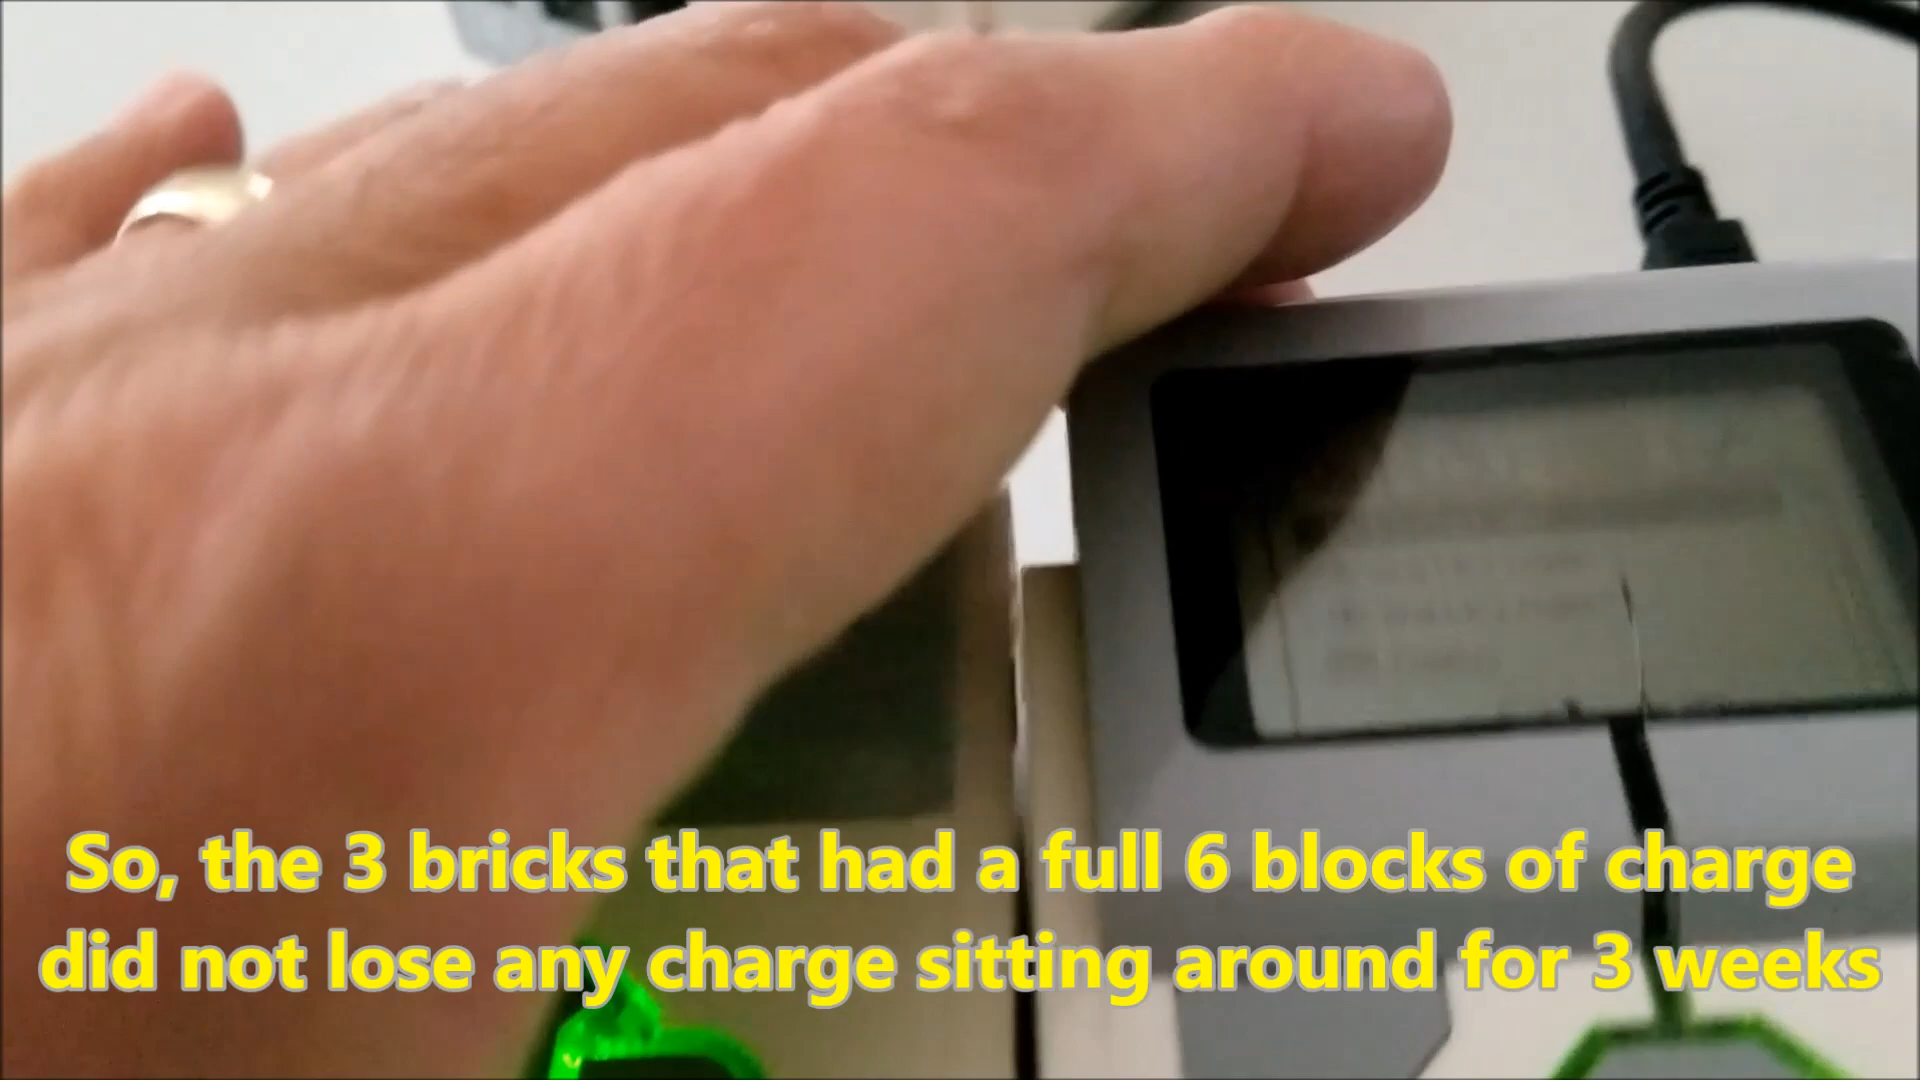 So, the 3 bricks that had a full 6 blocks of charge
did not lose any charge sitting around for 3 weeks